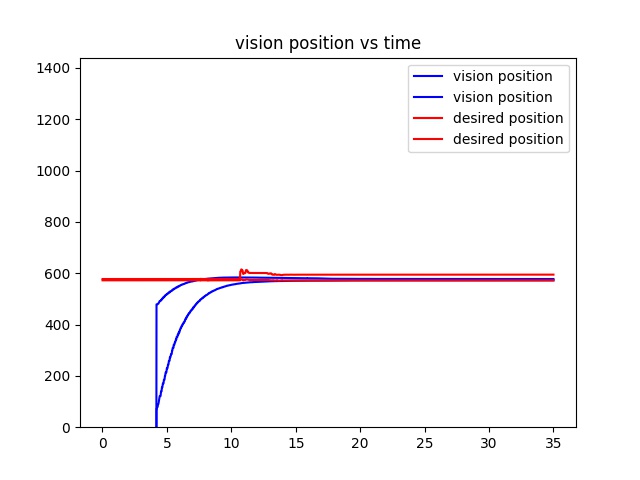 vision position vs time
1400
1200
1000
800
600
400
200
0
vision position
vision position
desired position
desired position
0 5 10 15 20 25 30 35